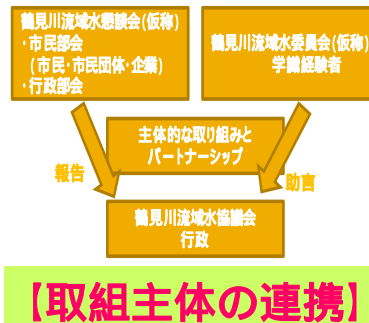 鶴見川流域水懇談会(仮称)
・市民部会
(市民・市民団体・企業)
・行政部会
鶴見川流域水委員会(仮称)
学識経験者
主体的な取り組みと
パートナーシップ
報告
助言
鶴見川流域水協議会
行政
【取組主体の連携】